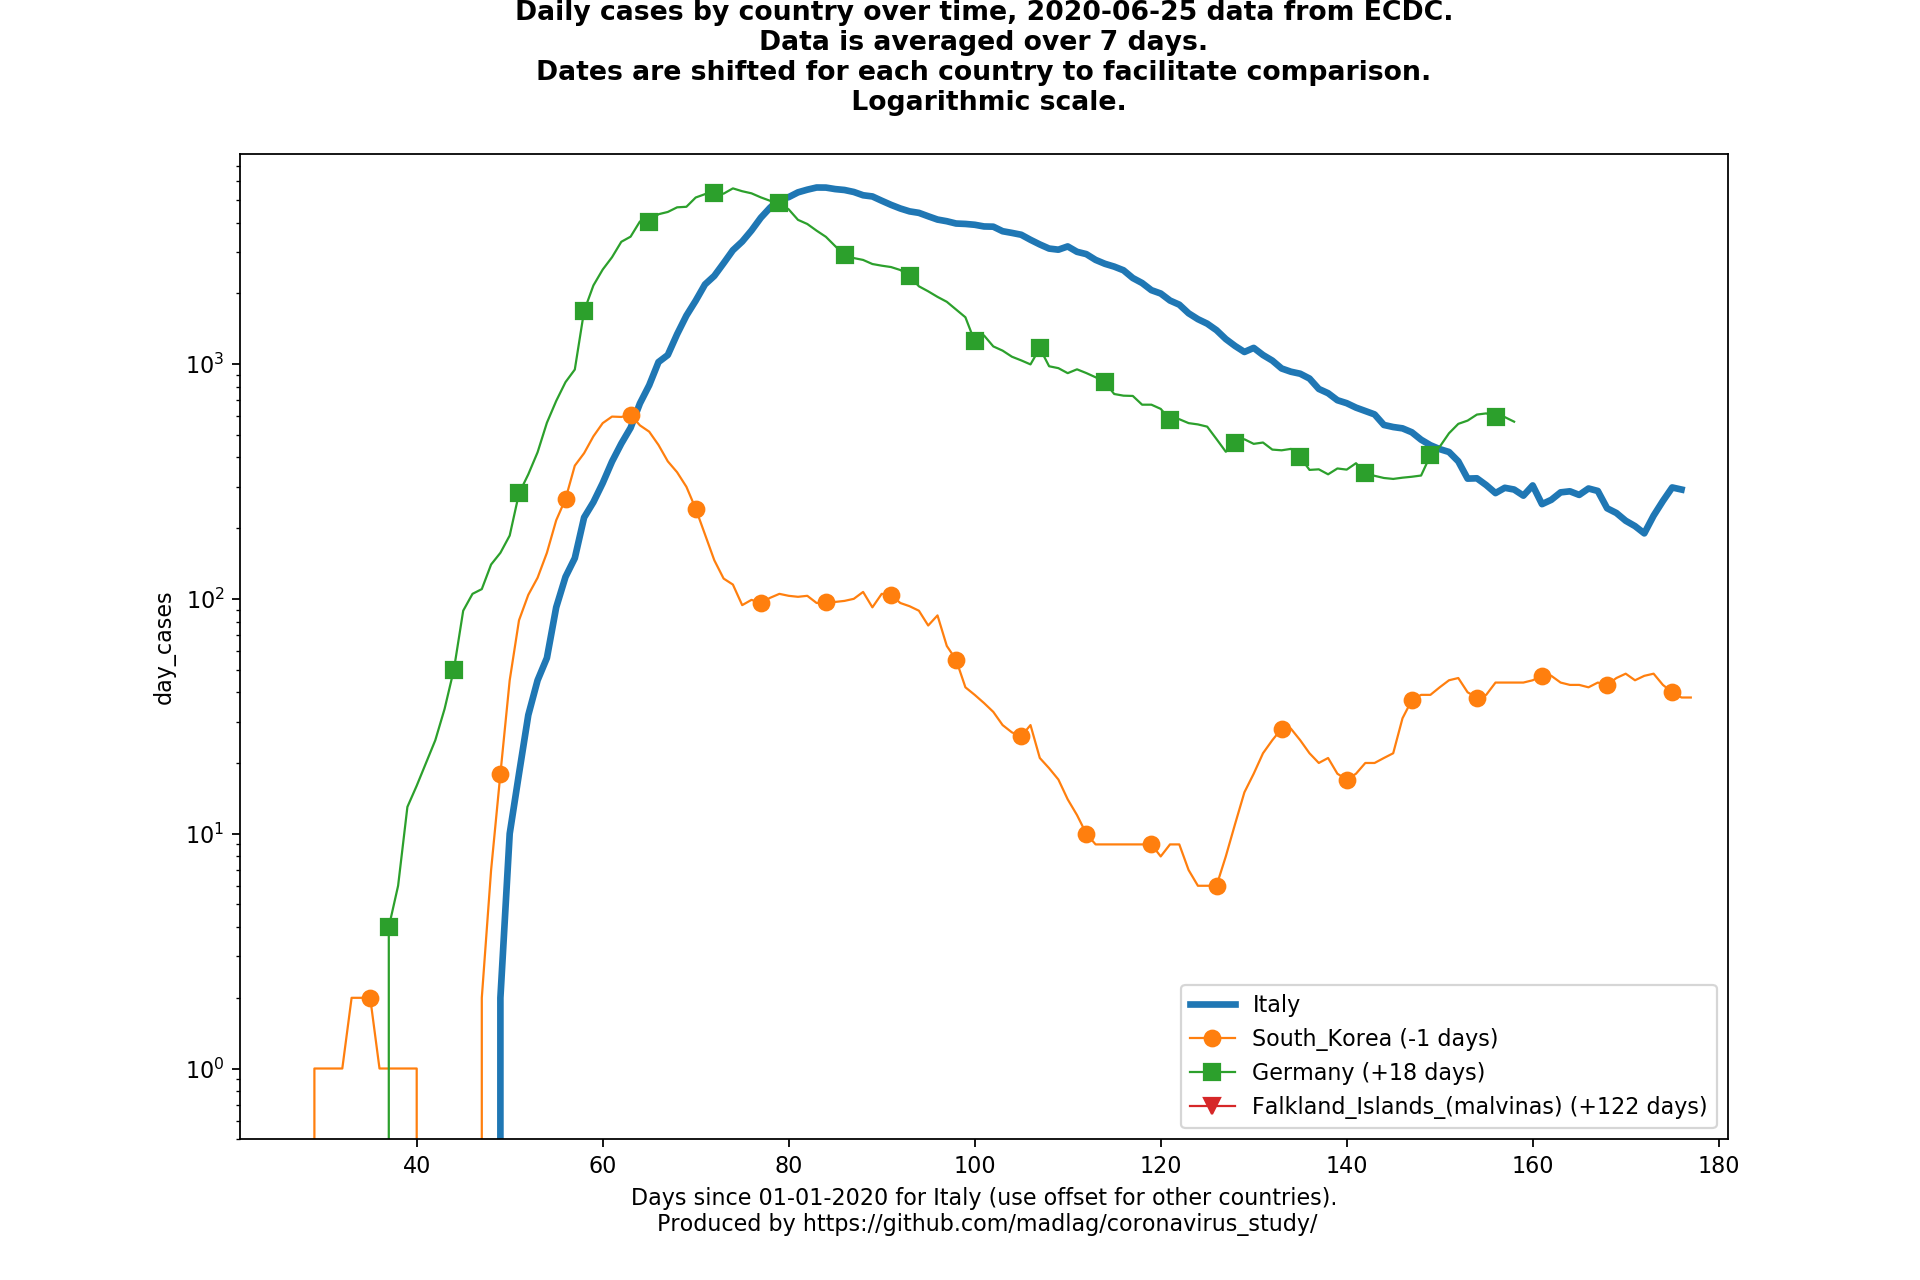 Daily cases by country over time, 2020-06-25 data from ECDC.
Data is averaged over 7 days.
Dates are shifted for each country to facilitate comparison.
Logarithmic scale.
10³
10²
10¹
10⁰
day_cases
40 60 80 100 120 140 160 180
Italy
South_Korea (-1 days)
Germany (+18 days)
Falkland_Islands_(malvinas) (+122 days)
Days since 01-01-2020 for Italy (use offset for other countries).
Produced by https://github.com/madlag/coronavirus_study/